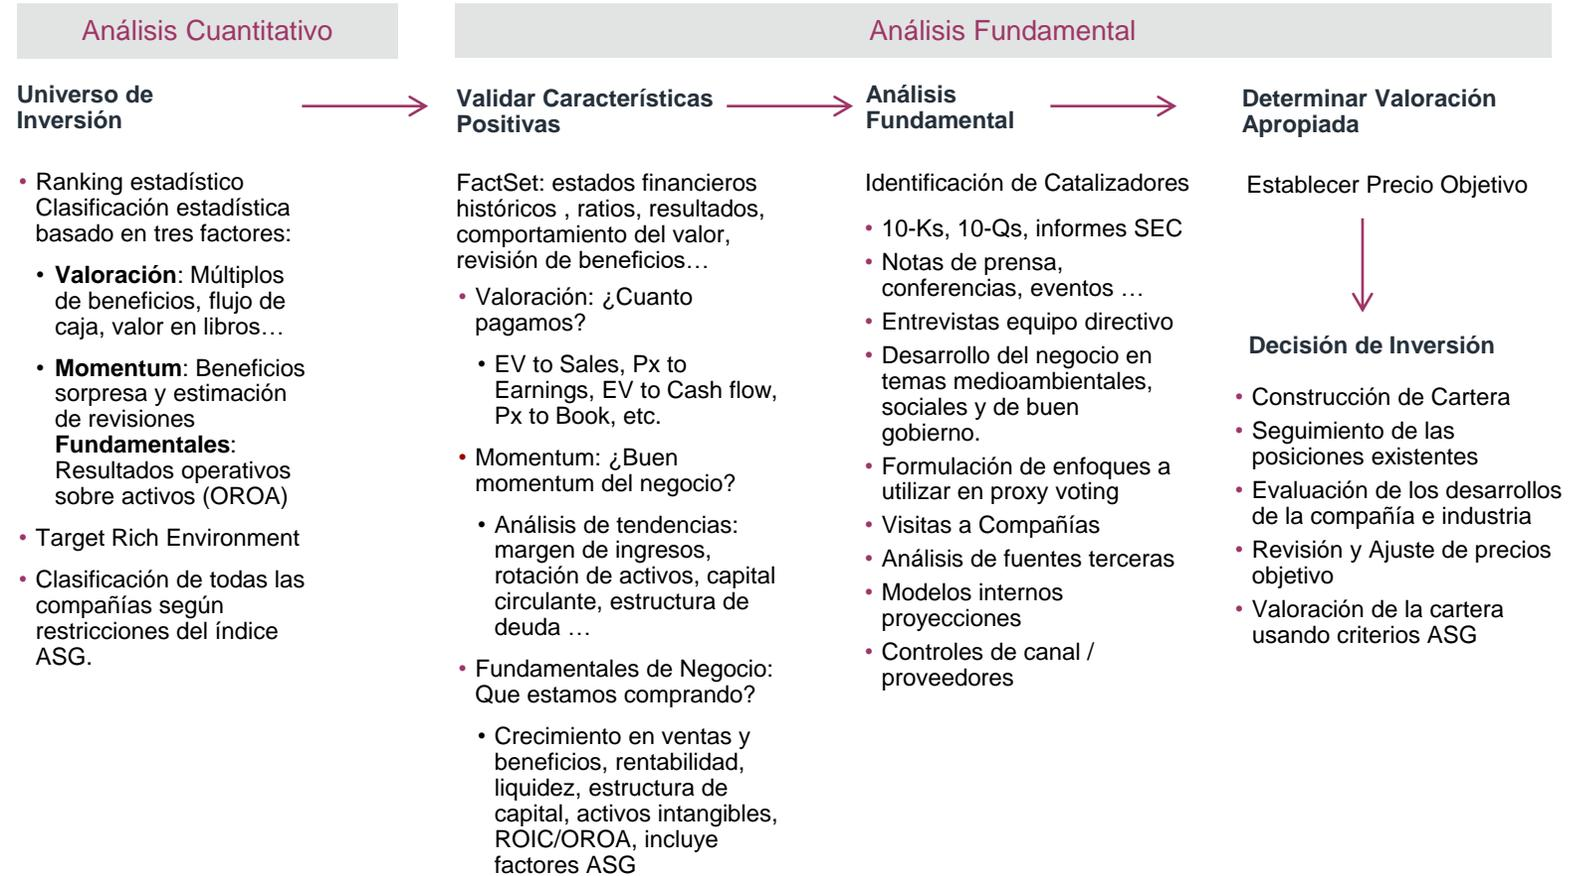 Análisis Cuantitativo
Análisis Fundamental
Universo de
Inversión
• Ranking estadístico
Clasificación estadística
basado en tres factores:
• Valoración: Múltiplos
de beneficios, flujo de
caja, valor en libros…
• Momentum: Beneficios
sorpresa y estimación
de revisiones
Fundamentales:
Resultados operativos
sobre activos (OROA)
• Target Rich Environment
• Clasificación de todas las
compañías según
restricciones del índice
ASG.
Validar Características
Positivas
FactSet: estados financieros
históricos , ratios, resultados,
comportamiento del valor,
revisión de beneficios…
• Valoración: ¿Cuanto
pagamos?
• EV to Sales, Px to
Earnings, EV to Cash flow,
Px to Book, etc.
• Momentum: ¿Buen
momentum del negocio?
• Análisis de tendencias:
margen de ingresos,
rotación de activos, capital
circulante, estructura de
deuda …
• Fundamentales de Negocio:
Que estamos comprando?
• Crecimiento en ventas y
beneficios, rentabilidad,
liquidez, estructura de
capital, activos intangibles,
ROIC/OROA, incluye
factores ASG
Análisis
Fundamental
Identificación de Catalizadores
• 10-Ks, 10-Qs, informes SEC
• Notas de prensa,
conferencias, eventos …
• Entrevistas equipo directivo
• Desarrollo del negocio en
temas medioambientales,
sociales y de buen
gobierno.
• Formulación de enfoques a
utilizar en proxy voting
• Visitas a Compañías
• Análisis de fuentes terceras
• Modelos internos
proyecciones
• Controles de canal /
proveedores
Determinar Valoración
Apropiada
Establecer Precio Objetivo
Decisión de Inversión
• Construcción de Cartera
• Seguimiento de las
posiciones existentes
• Evaluación de los desarrollos
de la compañía e industria
• Revisión y Ajuste de precios
objetivo
• Valoración de la cartera
usando criterios ASG